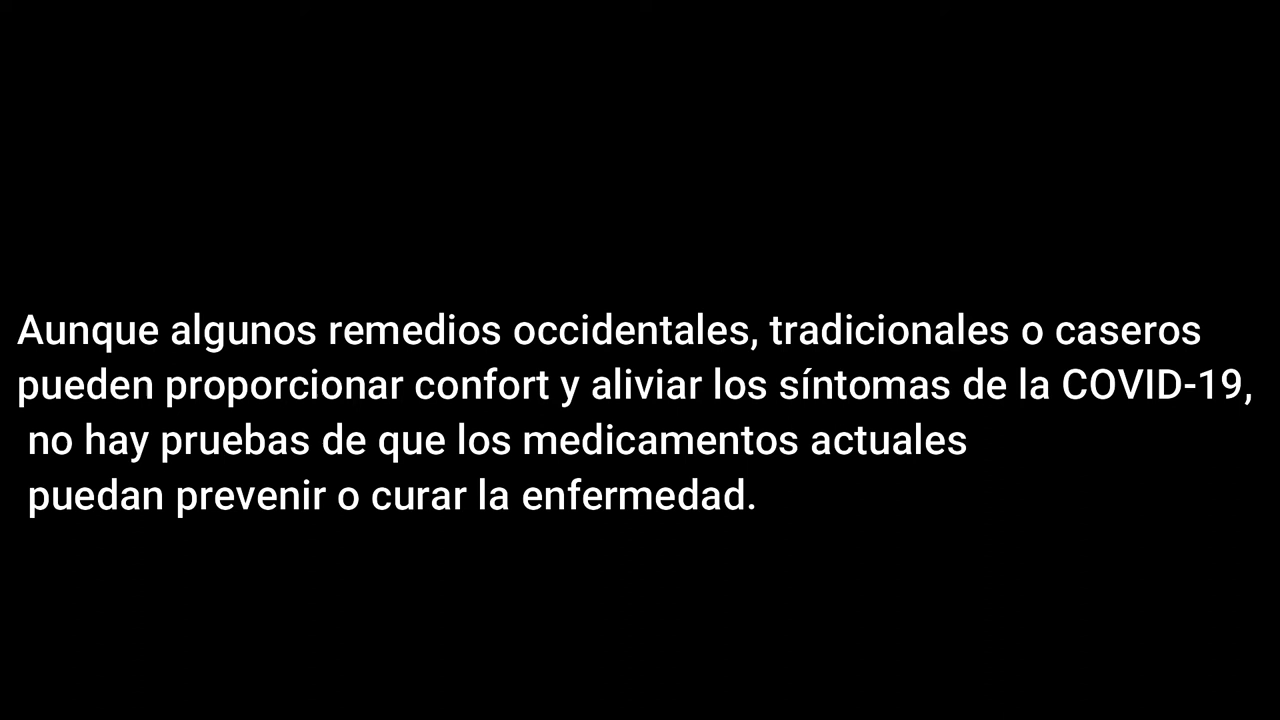 Aunque algunos remedios occidentales, tradicionales o caseros
pueden proporcionar confort y aliviar los síntomas de la COVID-19,
no hay pruebas de que los medicamentos actuales
puedan prevenir o curar la enfermedad.